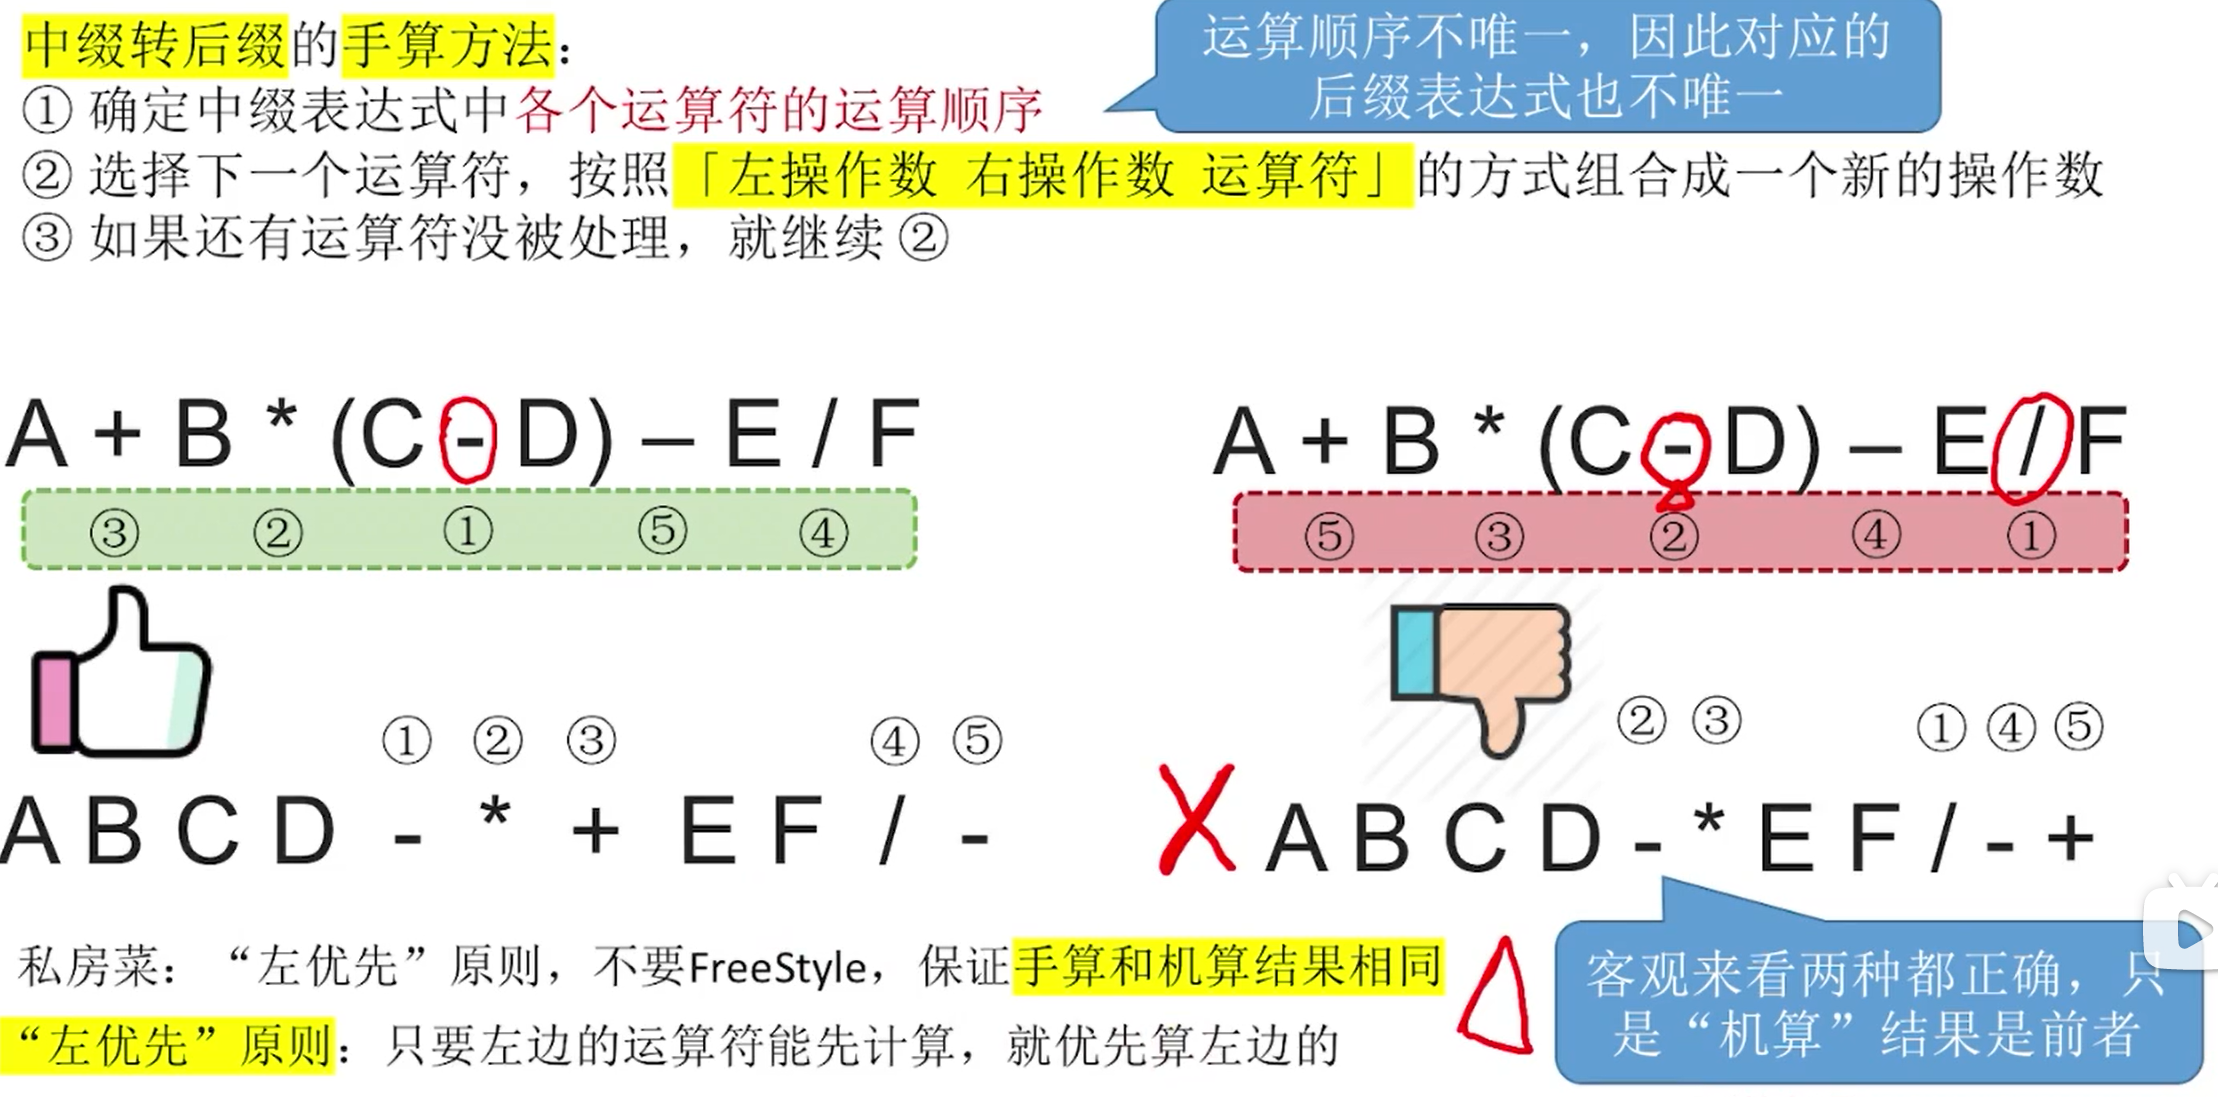 中缀转后缀的手算方法：
① 确定中缀表达式中各个运算符的运算顺序
② 选择下一个运算符，按照「左操作数 右操作数 运算符」的方式组合成一个新的操作数
③ 如果还有运算符没被处理，就继续 ②
运算顺序不唯一，因此对应的
后缀表达式也不唯一
A + B * (C - D) – E / F
③ ② ① ⑤ ④
① ② ③ ④ ⑤
A B C D - * + E F / -
A + B * (C - D) – E / F
⑤ ③ ② ④ ①
② ③ ① ④ ⑤
X A B C D - * E F / - +
私房菜：“左优先”原则，不要FreeStyle，保证手算和机算结果相同
“左优先”原则：只要左边的运算符能先计算，就优先算左边的
客观来看两种都正确，只
是“机算”结果是前者